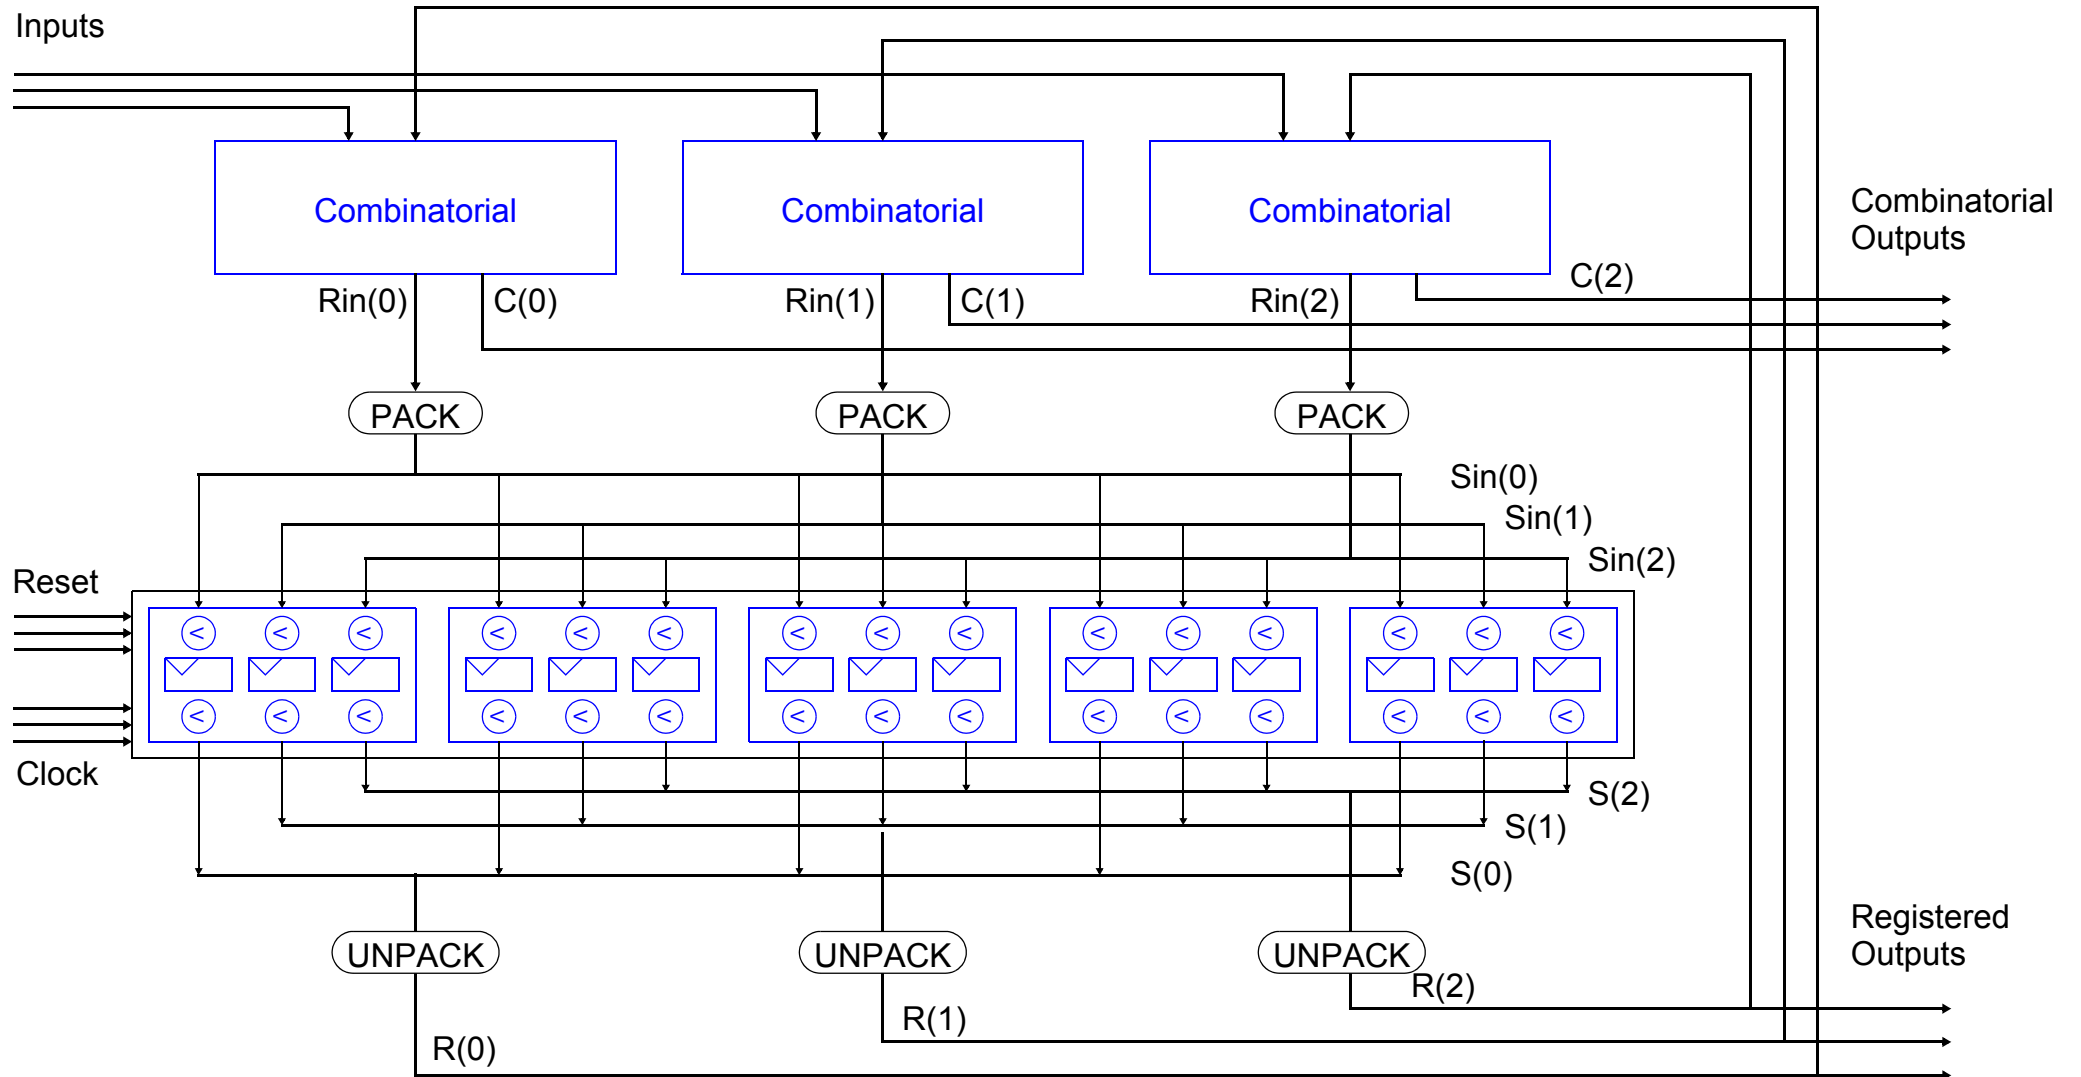 Inputs
Combinatorial
Combinatorial
Combinatorial
Combinatorial
Outputs
Rin(0)
C(0)
Rin(1)
C(1)
Rin(2)
C(2)
PACK
PACK
PACK
Sin(0)
Sin(1)
Sin(2)
Reset
< < < < < < < < < < < < < < <
< < < < < < < < < < < < < < <
Clock
S(2)
S(1)
S(0)
UNPACK
UNPACK
UNPACK
Registered
Outputs
R(2)
R(1)
R(0)